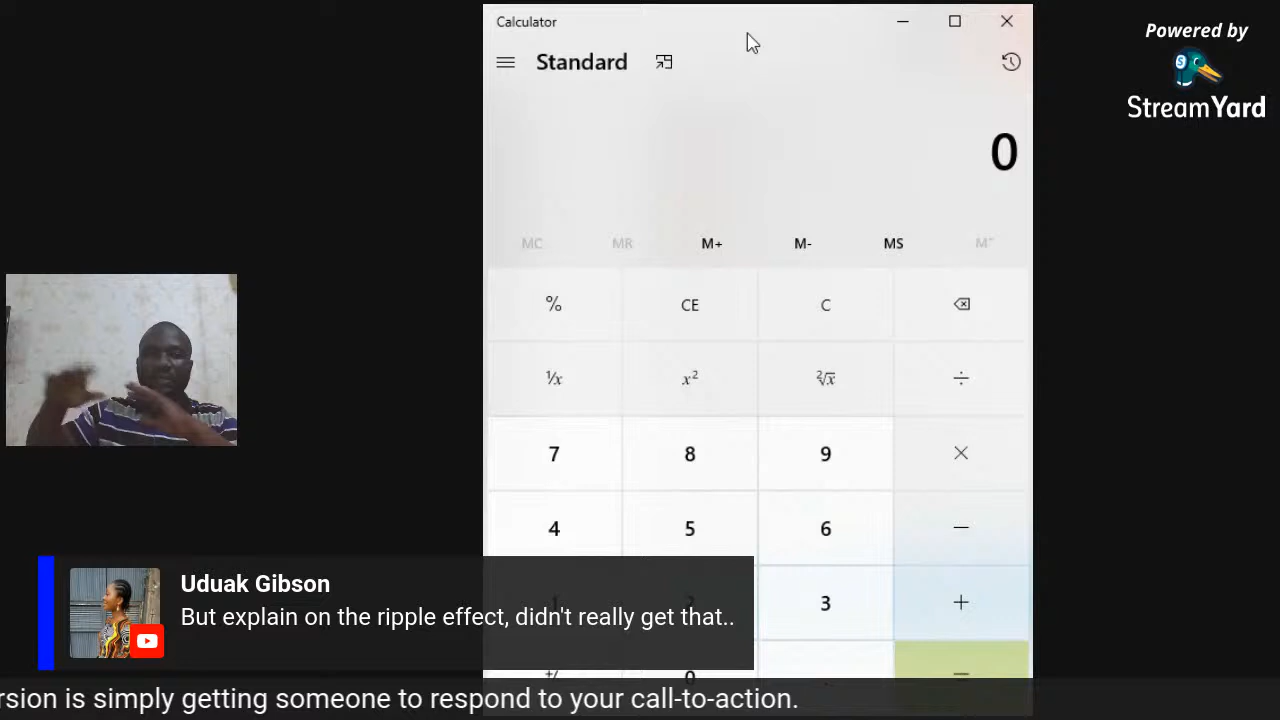 Calculator
Powered by
StreamYard
Standard
0
MC MR M+ M- MS
% CE C
⅟x x² ²√x ÷
7 8 9 ×
4 5 6 −
3 +
Uduak Gibson
But explain on the ripple effect, didn't really get that..
rsion is simply getting someone to respond to your call-to-action.